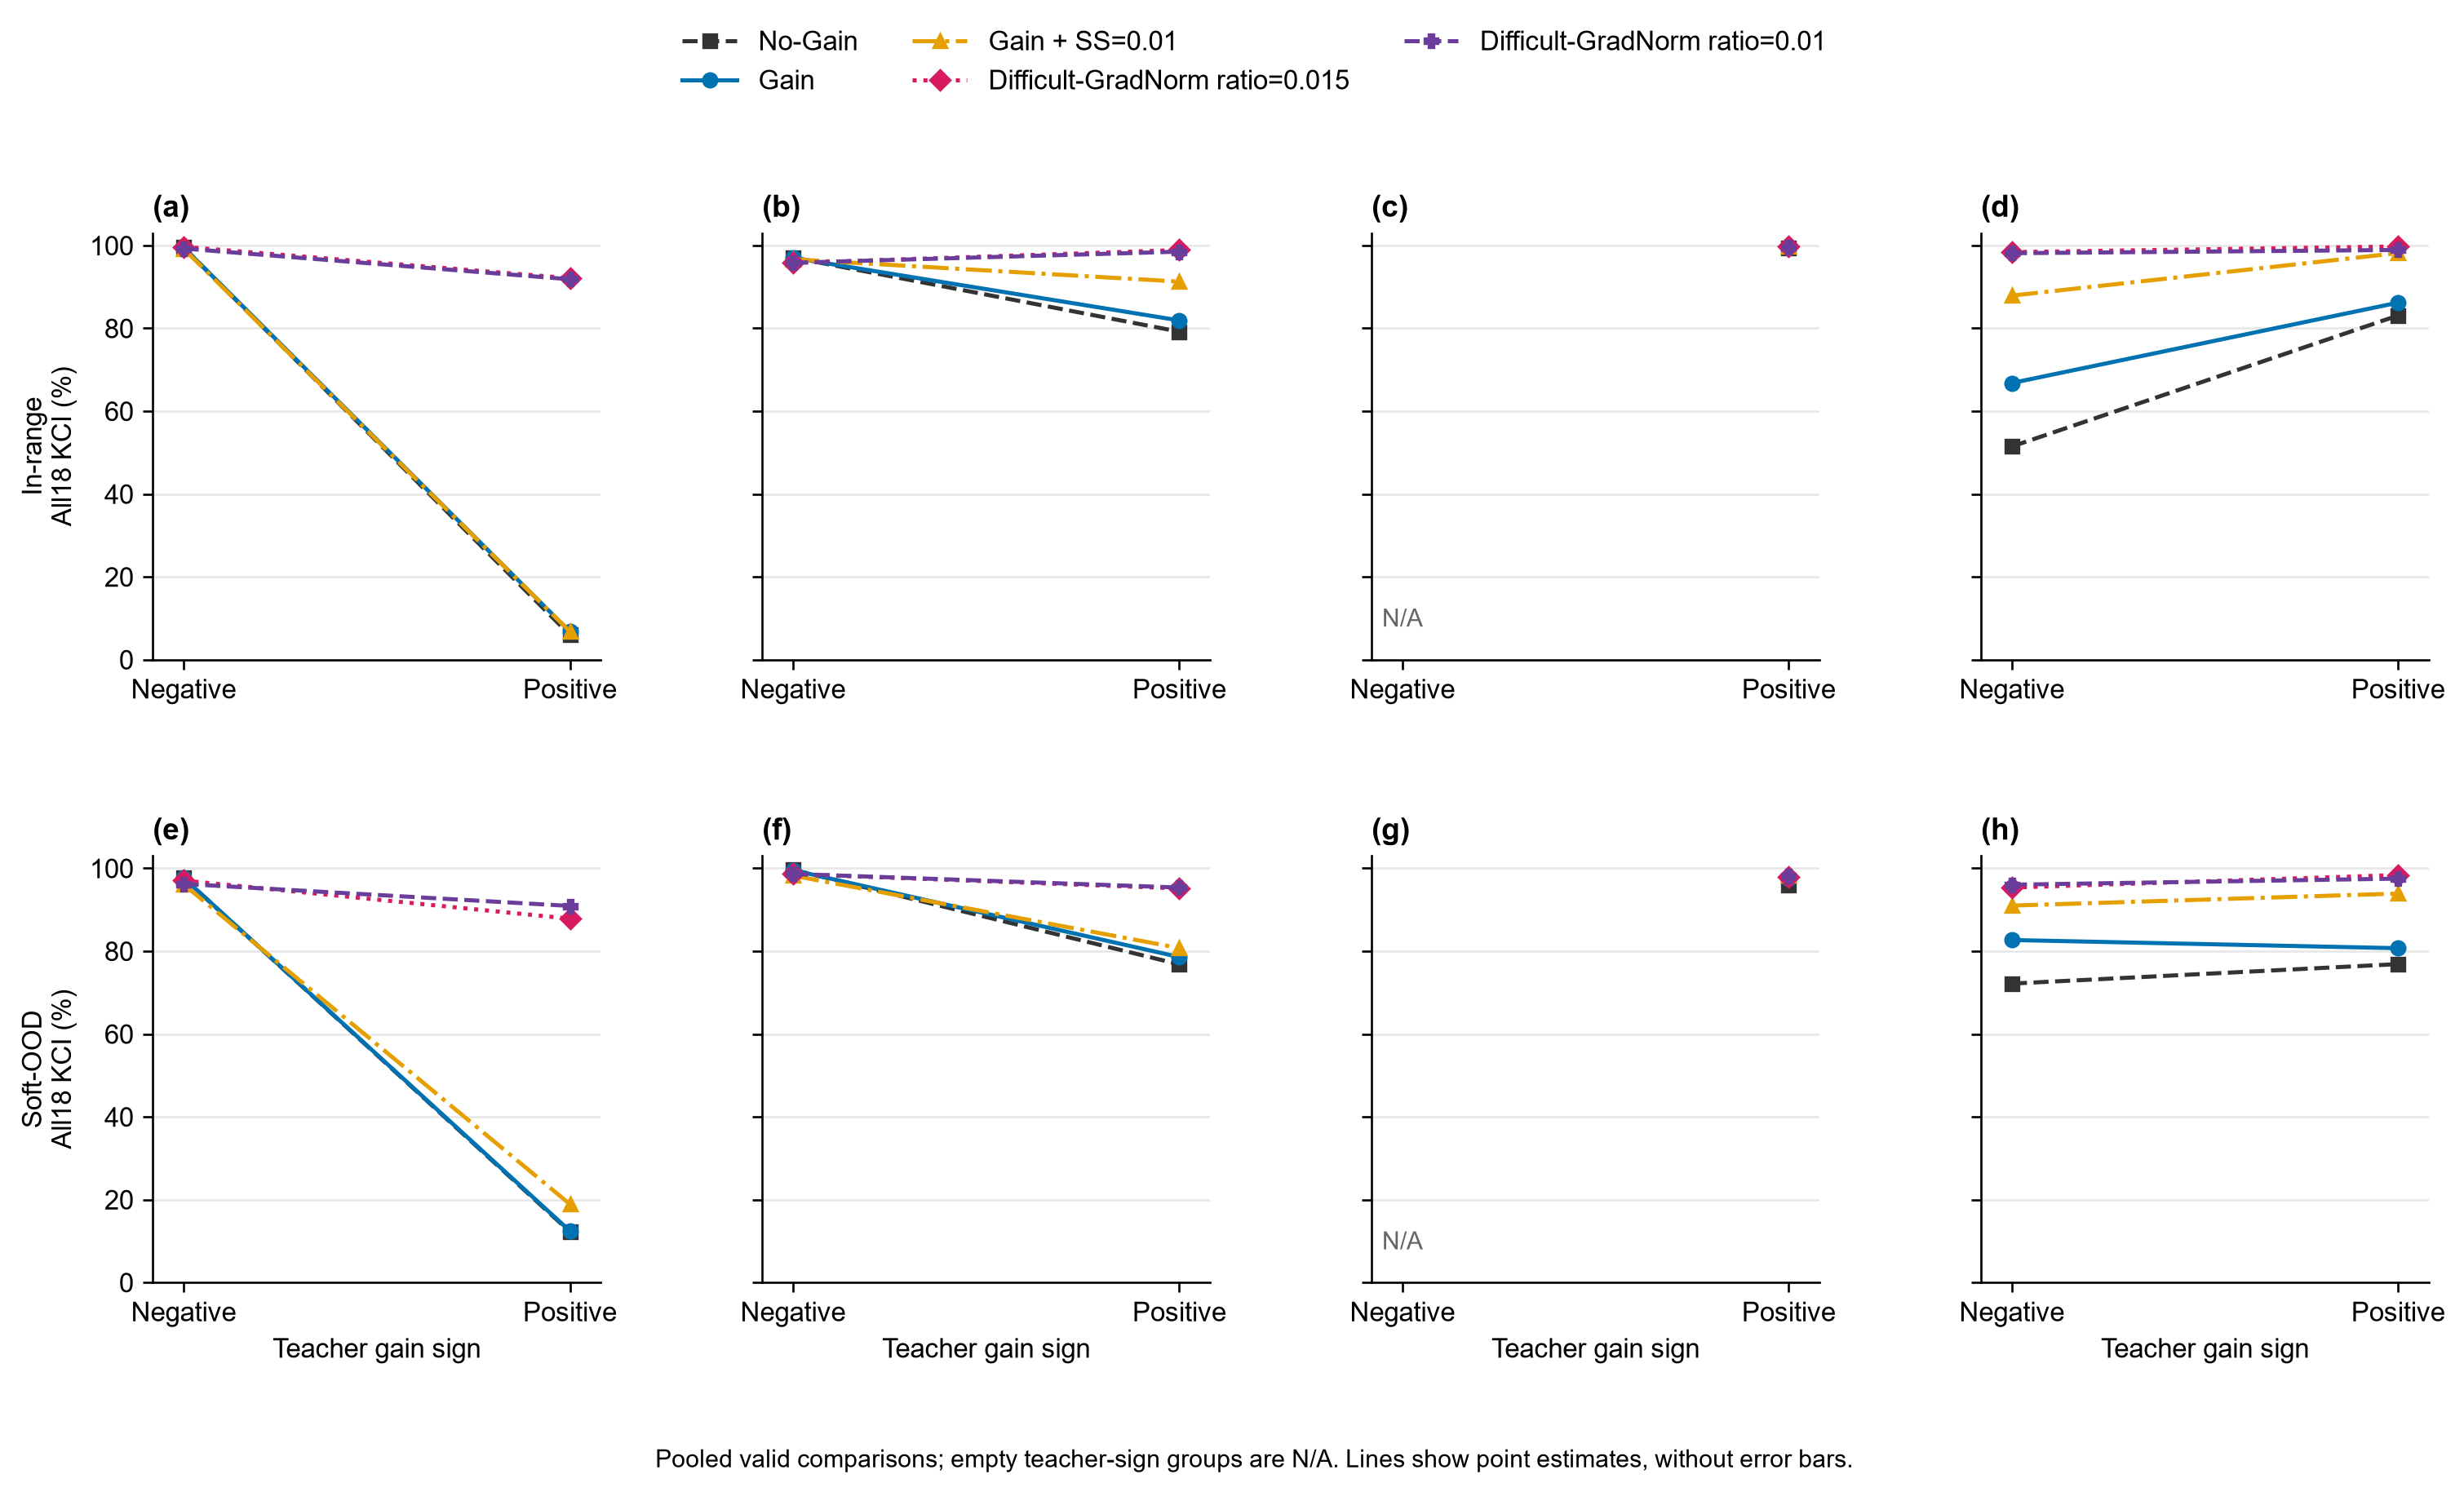 No-Gain
Gain + SS=0.01
Difficult-GradNorm ratio=0.01
Gain
Difficult-GradNorm ratio=0.015
(a)
(b)
(c)
(d)
In-range
All18 KCI (%)
100
80
60
40
20
0
N/A
Negative
Positive
Negative
Positive
Negative
Positive
Negative
Positive
(e)
(f)
(g)
(h)
Soft-OOD
All18 KCI (%)
100
80
60
40
20
0
N/A
Negative
Positive
Negative
Positive
Negative
Positive
Negative
Positive
Teacher gain sign
Teacher gain sign
Teacher gain sign
Teacher gain sign
Pooled valid comparisons; empty teacher-sign groups are N/A. Lines show point estimates, without error bars.